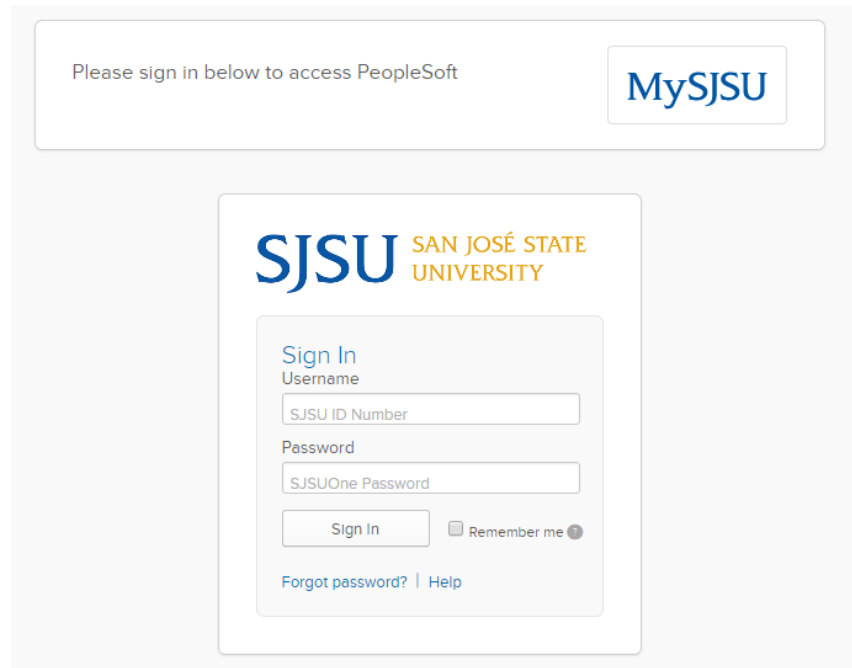 Please sign in below to access PeopleSoft
MySJSU
SJSU SAN JOSÉ STATE
UNIVERSITY
Sign In
Username
SJSU ID Number
Password
SJSUOne Password
Sign In
Remember me ?
Forgot password? | Help